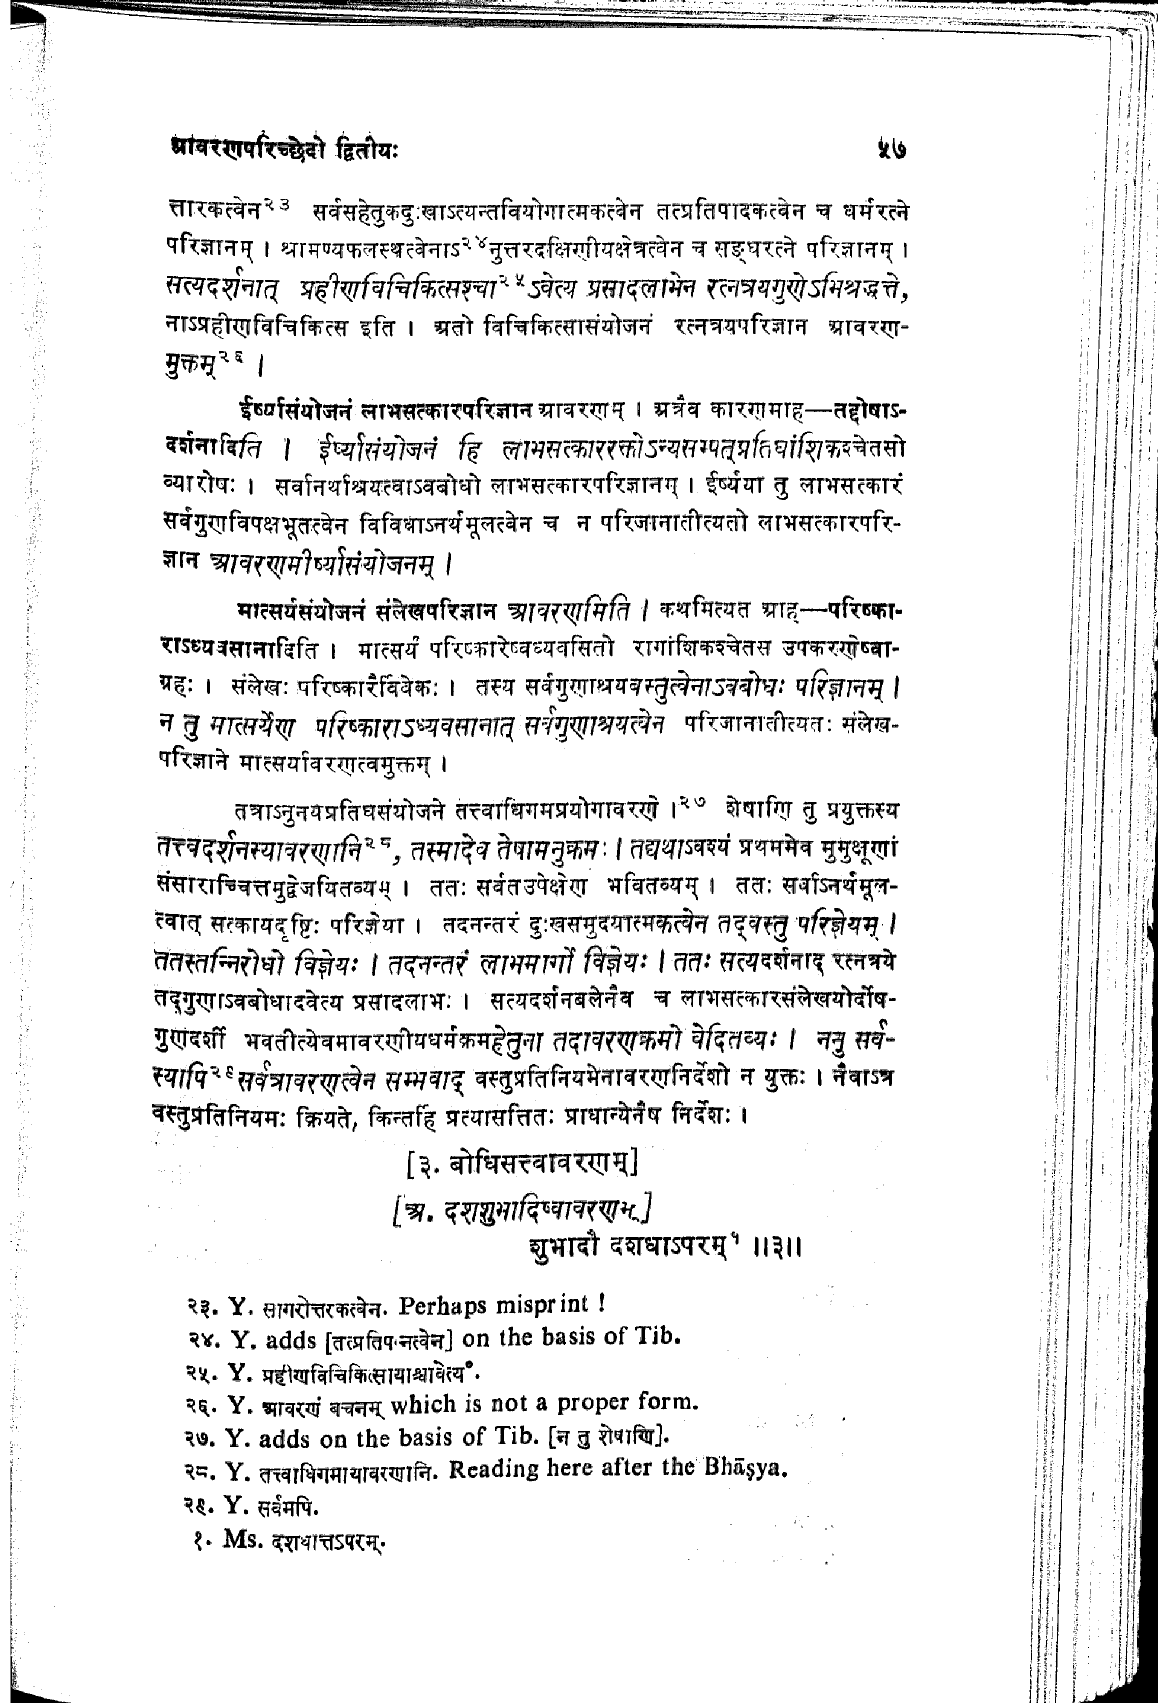 आवरणपरिच्छेदो द्वितीयः ५७
त्तारकत्वेन२३ सर्वसहेतुकदुःखाऽत्यन्तवियोगात्मकत्वेन तत्प्रतिपादकत्वेन च धर्मरत्ने
परिज्ञानम् । श्रामण्यफलस्थत्वेनाऽ२४नुत्तरदक्षिणीयक्षेत्रत्वेन च सङ्घरत्ने परिज्ञानम् ।
सत्यदर्शनात् प्रहीणविचिकित्सश्चा२५ऽवेत्य प्रसादलाभेन रत्नत्रयगुणेऽभिश्रद्धत्ते,
नाऽप्रहीणविचिकित्स इति । अतो विचिकित्सासंयोजनं रत्नत्रयपरिज्ञान आवरण-
मुक्तम्२६ ।
ईर्ष्यासंयोजनं लाभसत्कारपरिज्ञान आवरणम् । अत्रैव कारणमाह—तद्दोषाऽ-
दर्शनादिति । ईर्ष्यासंयोजनं हि लाभसत्काररक्तोऽन्यसम्पत्प्रतिघांशिकश्चेतसो
व्यारोषः । सर्वानर्थाश्रयत्वाऽवबोधो लाभसत्कारपरिज्ञानम् । ईर्ष्यया तु लाभसत्कारं
सर्वगुणविपक्षभूतत्वेन विविधाऽनर्थमूलत्वेन च न परिजानातीत्यतो लाभसत्कारपरि-
ज्ञान आवरणमीर्ष्यासंयोजनम् ।
मात्सर्यसंयोजनं संलेखपरिज्ञान आवरणमिति । कथमित्यत आह—परिष्का-
राऽध्यवसानादिति । मात्सर्यं परिष्कारेष्वध्यवसितो रागांशिकश्चेतस उपकरणेष्वा-
ग्रहः । संलेखः परिष्कारैर्विवेकः । तस्य सर्वगुणाश्रयवस्तुत्वेनाऽवबोधः परिज्ञानम् ।
न तु मात्सर्येण परिष्काराऽध्यवसानात् सर्वगुणाश्रयत्वेन परिजानातीत्यतः संलेख-
परिज्ञाने मात्सर्यावरणत्वमुक्तम् ।
तत्राऽनुनयप्रतिघसंयोजने तत्त्वाधिगमप्रयोगावरणे ।२७ शेषाणि तु प्रयुक्तस्य
तत्त्वदर्शनस्यावरणानि२८, तस्मादेव तेषामनुक्रमः । तद्यथाऽवश्यं प्रथममेव मुमुक्षूणां
संसाराच्चित्तमुद्वेजयितव्यम् । ततः सर्वतउपेक्षेण भवितव्यम् । ततः सर्वाऽनर्थमूल-
त्वात् सत्कायदृष्टिः परिज्ञेया । तदनन्तरं दुःखसमुदयात्मकत्वेन तद्वस्तु परिज्ञेयम् ।
ततस्तन्निरोधो विज्ञेयः । तदनन्तरं लाभमार्गो विज्ञेयः । ततः सत्यदर्शनाद् रत्नत्रये
तद्गुणाऽवबोधादवेत्य प्रसादलाभः । सत्यदर्शनबलेनैव च लाभसत्कारसंलेखयोर्दोष-
गुणदर्शी भवतीत्येवमावरणीयधर्मक्रमहेतुना तदावरणक्रमो वेदितव्यः । ननु सर्व-
स्यापि२९ सर्वत्रावरणत्वेन सम्भवाद् वस्तुप्रतिनियमेनावरणनिर्देशो न युक्तः । नैवाऽत्र
वस्तुप्रतिनियमः क्रियते, किन्तर्हि प्रत्यासत्तितः प्राधान्येनैष निर्देशः ।
[३. बोधिसत्त्वावरणम्]
[अ. दशशुभादिष्वावरणम्]
शुभादौ दशधाऽपरम्१ ।।३।।
२३. Y. सागरोत्तरकत्वेन. Perhaps misprint !
२४. Y. adds [तत्प्रतिपन्नत्वेन] on the basis of Tib.
२५. Y. प्रहीणविचिकित्सायाश्चावेत्य°.
२६. Y. आवरणं बचनम् which is not a proper form.
२७. Y. adds on the basis of Tib. [न तु शेषाणि].
२८. Y. तत्त्वाधिगमायावरणानि. Reading here after the Bhāṣya.
२९. Y. सर्वमपि.
१. Ms. दशधात्तऽपरम्.